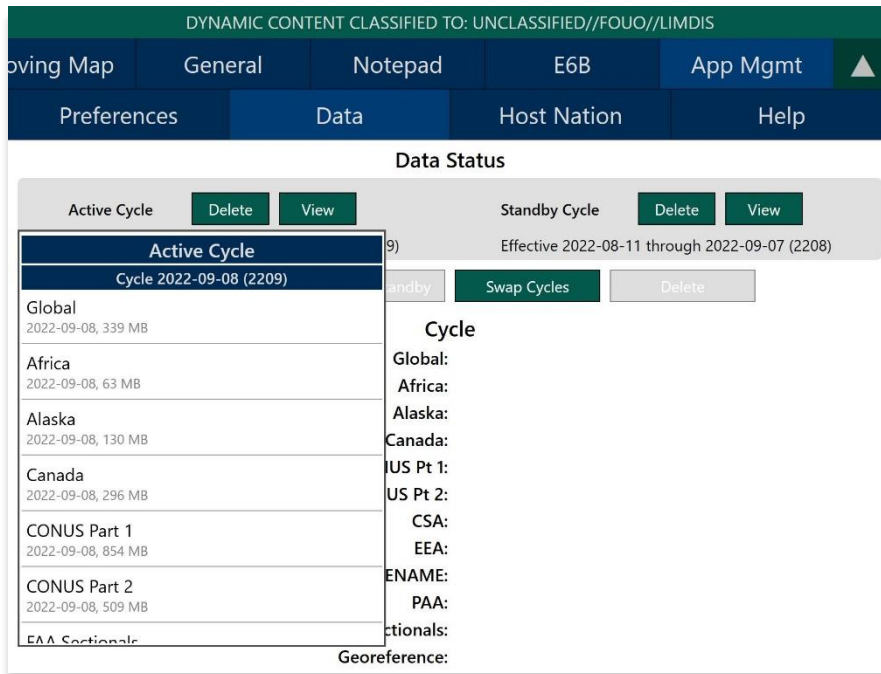 DYNAMIC CONTENT CLASSIFIED TO: UNCLASSIFIED//FOUO//LIMDIS
oving Map General Notepad E6B App Mgmt
Preferences Data Host Nation Help
Data Status
Active Cycle Delete View Standby Cycle Delete View
9) Effective 2022-08-11 through 2022-09-07 (2208)
Active Cycle
Cycle 2022-09-08 (2209)
andby Swap Cycles Delete
Global
2022-09-08, 339 MB
Africa
2022-09-08, 63 MB
Alaska
2022-09-08, 130 MB
Canada
2022-09-08, 296 MB
CONUS Part 1
2022-09-08, 854 MB
CONUS Part 2
2022-09-08, 509 MB
FAA Sectionals
Cycle
Global:
Africa:
Alaska:
Canada:
IUS Pt 1:
US Pt 2:
CSA:
EEA:
ENAME:
PAA:
ctionals:
Georeference: